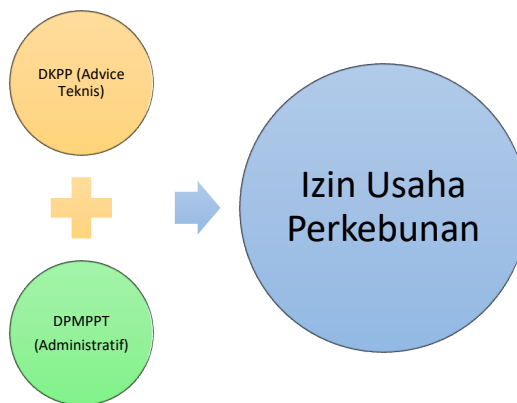 DKPP (Advice
Teknis)
DPMPPT
(Administratif)
Izin Usaha
Perkebunan